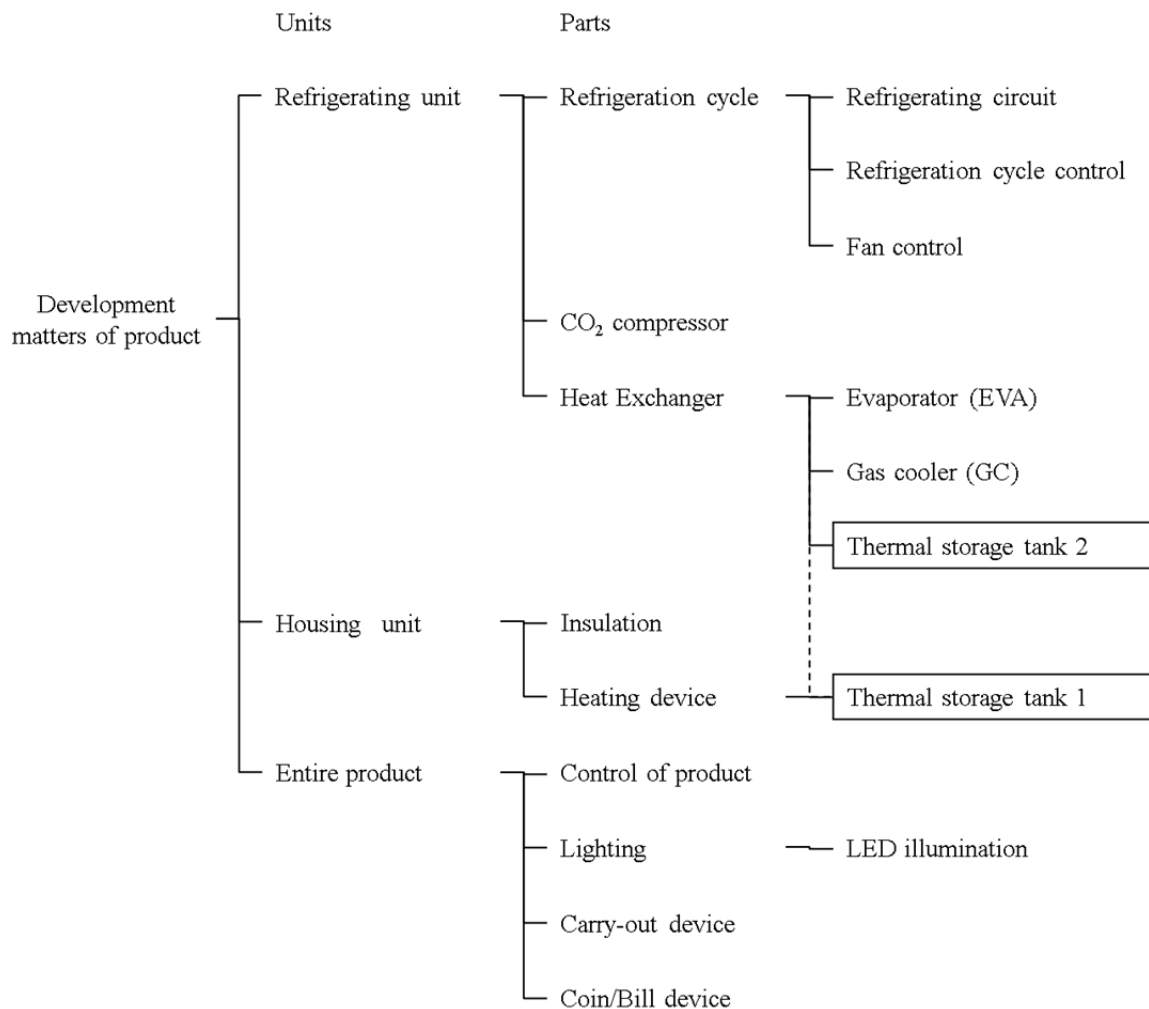 Units Parts
Refrigerating unit Refrigeration cycle Refrigerating circuit
Refrigeration cycle control
Fan control
Development
matters of product
CO₂ compressor
Heat Exchanger Evaporator (EVA)
Gas cooler (GC)
Thermal storage tank 2
Housing unit Insulation
Heating device Thermal storage tank 1
Entire product Control of product
Lighting LED illumination
Carry-out device
Coin/Bill device